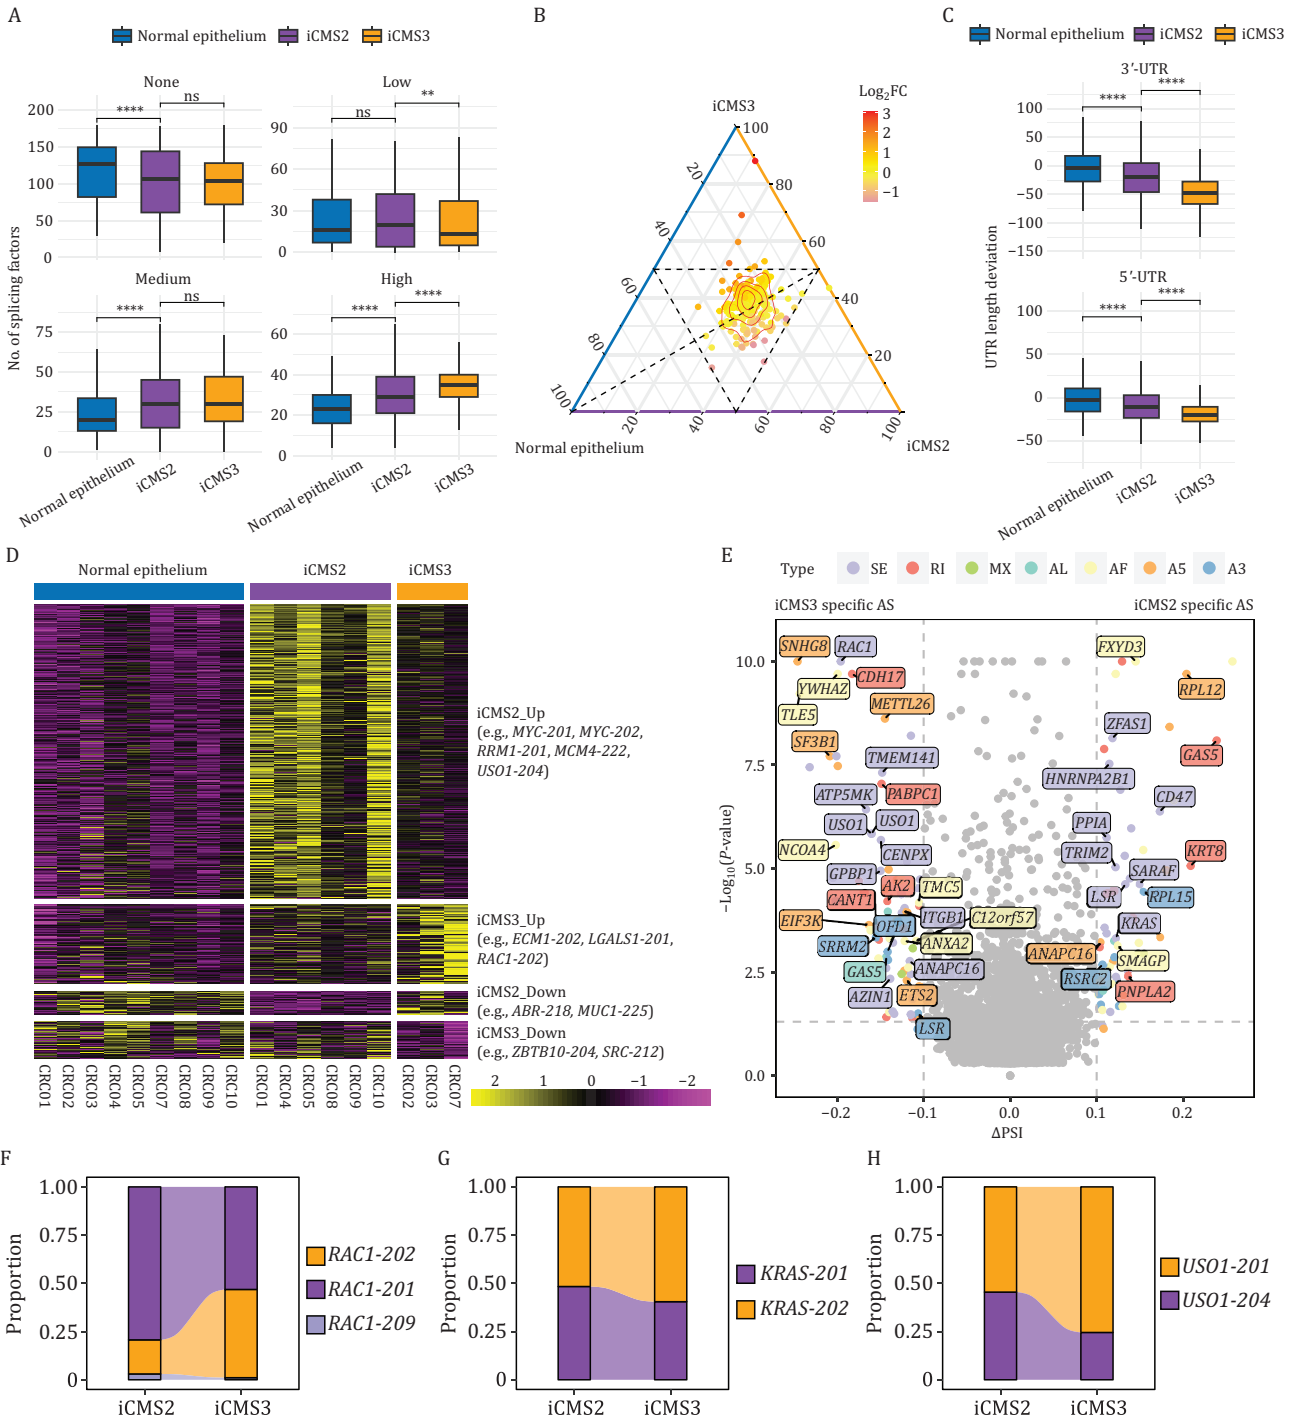 A
Normal epithelium iCMS2 iCMS3
No. of splicing factors
None
200
150
100
50
0
**** ns
Low
90
60
30
0
ns **
Medium
75
50
25
0
**** ns
High
60
40
20
0
**** ****
Normal epithelium iCMS2 iCMS3
Normal epithelium iCMS2 iCMS3
B
iCMS3
Log2FC
3
2
1
0
−1
100
80
60
40
20
20
40
60
80
100
20 40 60 80 100
Normal epithelium
iCMS2
C
Normal epithelium iCMS2 iCMS3
UTR length deviation
3′-UTR
100
50
0
−50
−100
−150
**** ****
5′-UTR
100
50
0
−50
**** ****
Normal epithelium iCMS2 iCMS3
D
Normal epithelium iCMS2 iCMS3
iCMS2_Up
(e.g., MYC-201, MYC-202,
RRM1-201, MCM4-222,
USO1-204)
iCMS3_Up
(e.g., ECM1-202, LGALS1-201,
RAC1-202)
iCMS2_Down
(e.g., ABR-218, MUC1-225)
iCMS3_Down
(e.g., ZBTB10-204, SRC-212)
CRC01 CRC02 CRC03 CRC04 CRC05 CRC07 CRC08 CRC09 CRC10
CRC01 CRC04 CRC05 CRC08 CRC09 CRC10
CRC02 CRC03 CRC07
2 1 0 −1 −2
E
Type SE RI MX AL AF A5 A3
iCMS3 specific AS iCMS2 specific AS
−Log10(P-value)
10.0
7.5
5.0
2.5
0.0
SNHG8 RAC1 FXYD3
CDH17
YWHAZ RPL12
METTL26
TLE5 ZFAS1
SF3B1
TMEM141 GAS5
HNRNPA2B1
ATP5MK PABPC1 CD47
USO1 USO1 PPIA
NCOA4 CENPX TRIM2 KRT8
GPBP1 SARAF
AK2 TMC5
CANT1 LSR RPL15
EIF3K OFD1 ITGB1 C12orf57 KRAS
SRRM2 ANXA2 ANAPC16 SMAGP
GAS5 ANAPC16 RSRC2
AZIN1 ETS2 PNPLA2
LSR
−0.2 −0.1 0.0 0.1 0.2
ΔPSI
F
Proportion
1.00
0.75
0.50
0.25
0
iCMS2 iCMS3
RAC1-202
RAC1-201
RAC1-209
G
Proportion
1.00
0.75
0.50
0.25
0
iCMS2 iCMS3
KRAS-201
KRAS-202
H
Proportion
1.00
0.75
0.50
0.25
0
iCMS2 iCMS3
USO1-201
USO1-204